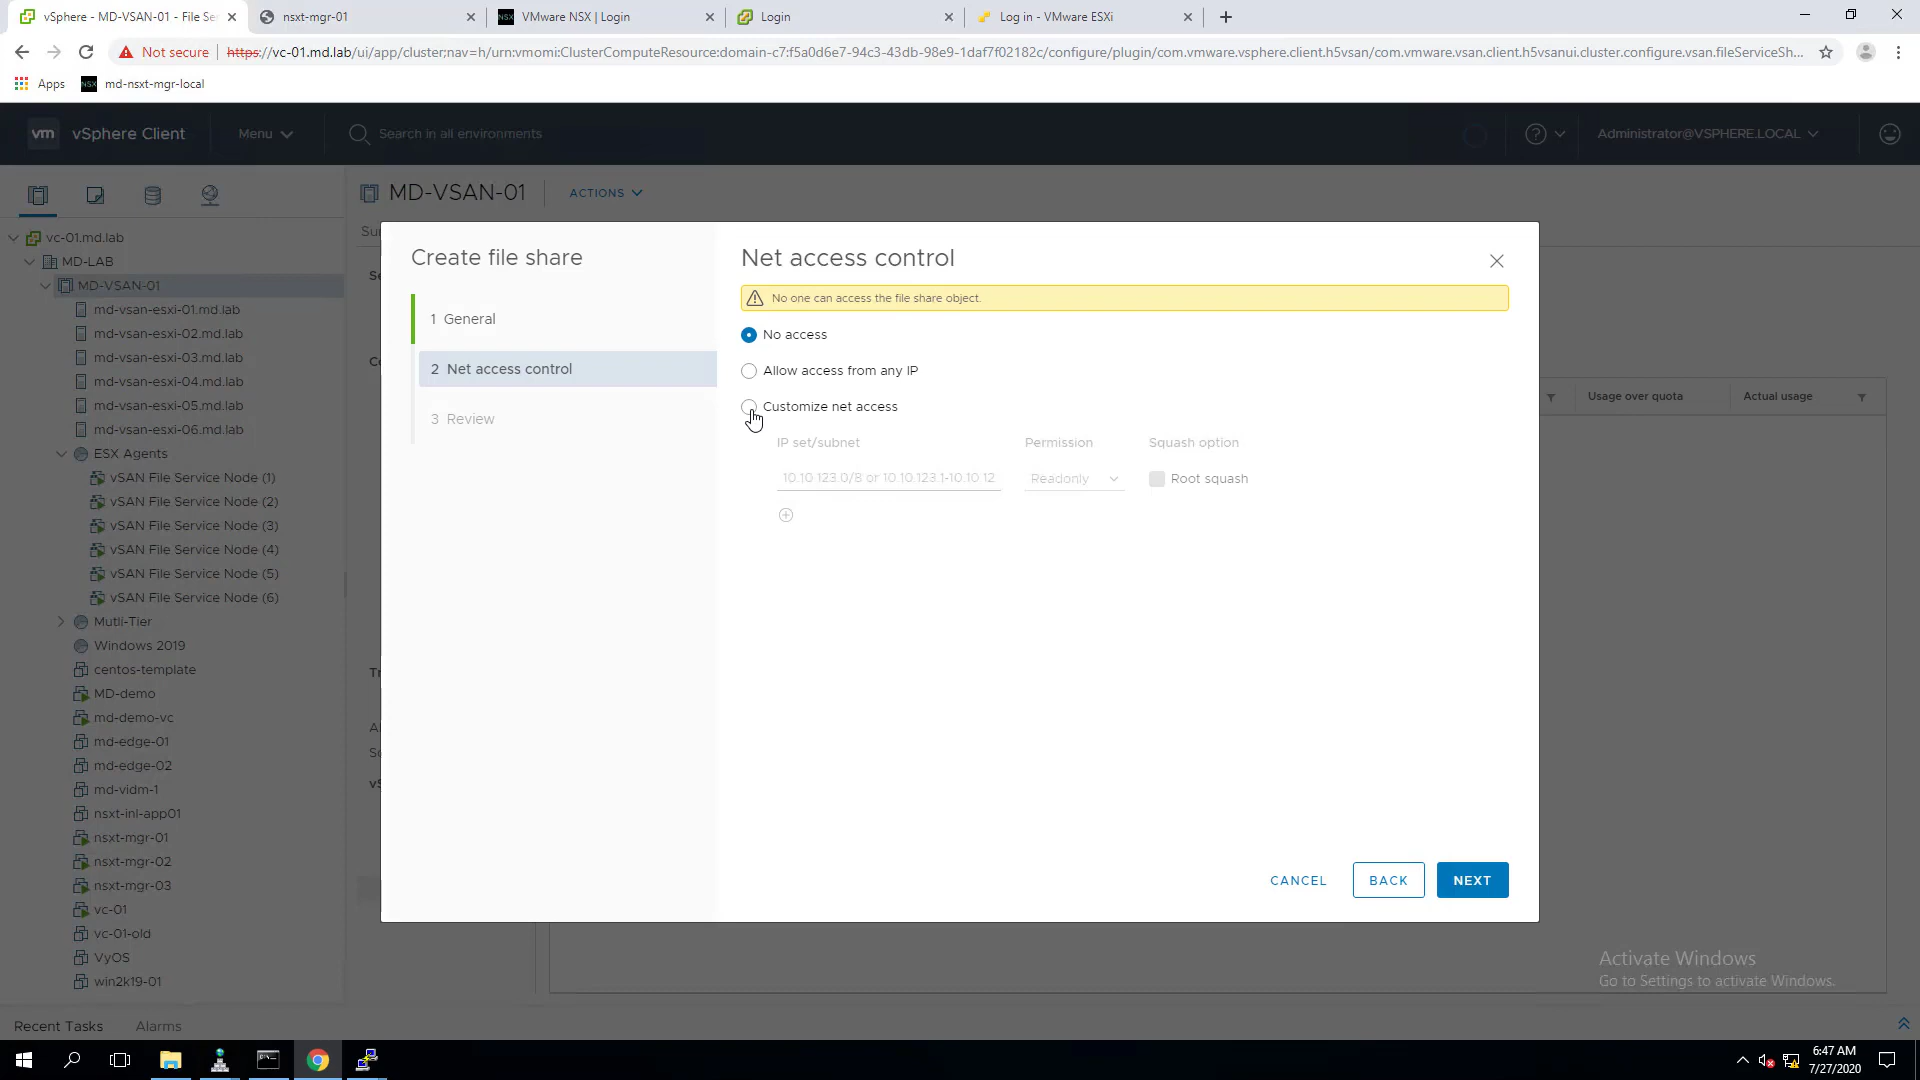 vSphere - MD-VSAN-01 - File Se
nsxt-mgr-01
VMware NSX | Login
Login
Log in - VMware ESXi
Not secure
https://vc-01.md.lab/ui/app/cluster;nav=h/urn:vmomi:ClusterComputeResource:domain-c7:f5a0d6e7-94c3-43db-98e9-1daf7f02182c/configure/plugin/com.vmware.vsphere.client.h5vsan/com.vmware.vsan.client.h5vsanui.cluster.configure.vsan.fileServiceSh...
Apps
NSX
md-nsxt-mgr-local
vm
vSphere Client
Menu
Search in all environments
Administrator@VSPHERE.LOCAL
MD-VSAN-01
ACTIONS
vc-01.md.lab
MD-LAB
MD-VSAN-01
md-vsan-esxi-01.md.lab
md-vsan-esxi-02.md.lab
md-vsan-esxi-03.md.lab
md-vsan-esxi-04.md.lab
md-vsan-esxi-05.md.lab
md-vsan-esxi-06.md.lab
ESX Agents
vSAN File Service Node (1)
vSAN File Service Node (2)
vSAN File Service Node (3)
vSAN File Service Node (4)
vSAN File Service Node (5)
vSAN File Service Node (6)
Mutli-Tier
Windows 2019
centos-template
MD-demo
md-demo-vc
md-edge-01
md-edge-02
md-vidm-1
nsxt-inl-app01
nsxt-mgr-01
nsxt-mgr-02
nsxt-mgr-03
vc-01
vc-01-old
VyOS
win2k19-01
Create file share
1 General
2 Net access control
3 Review
Net access control
No one can access the file share object.
No access
Allow access from any IP
Customize net access
IP set/subnet
Permission
Squash option
10.10.123.0/8 or 10.10.123.1-10.10.12
Readonly
Root squash
CANCEL
BACK
NEXT
Usage over quota
Actual usage
Activate Windows
Go to Settings to activate Windows.
Recent Tasks
Alarms
6:47 AM
7/27/2020